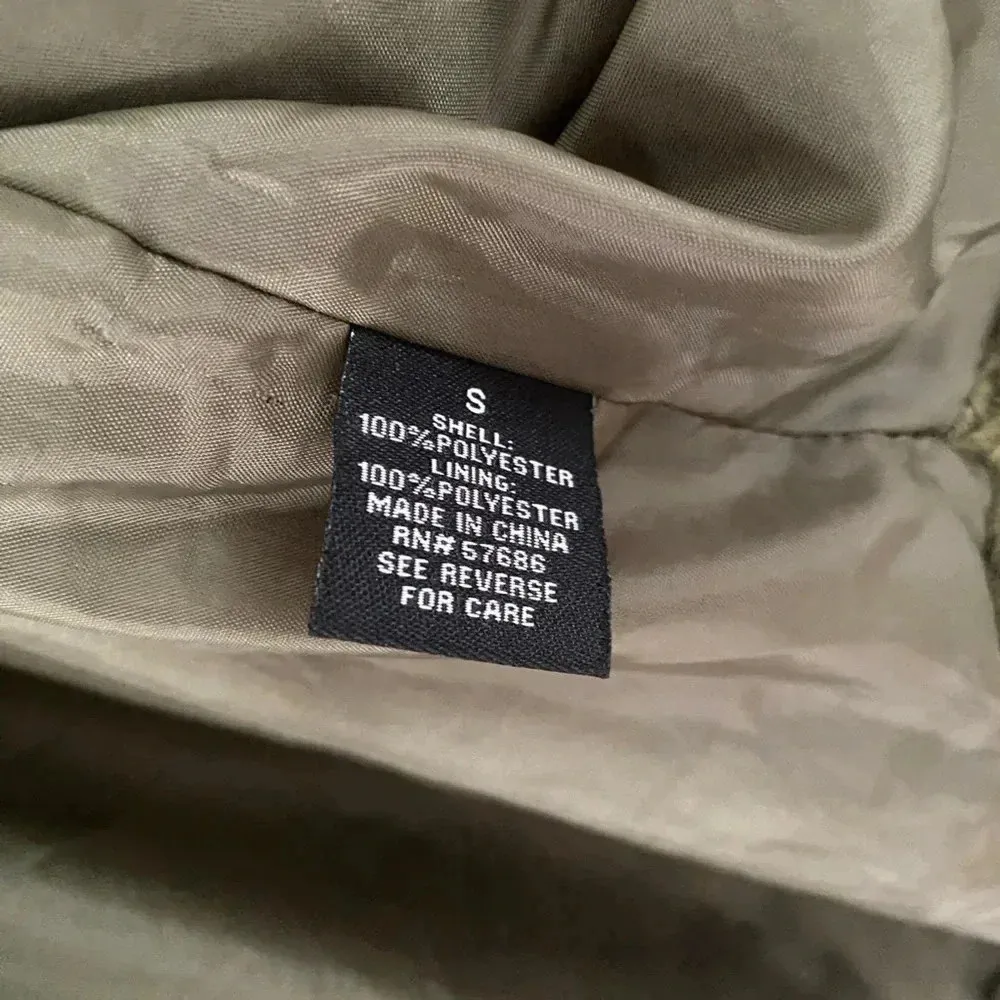 S
SHELL:
100%POLYESTER
LINING:
100%POLYESTER
MADE IN CHINA
RN# 57686
SEE REVERSE
FOR CARE